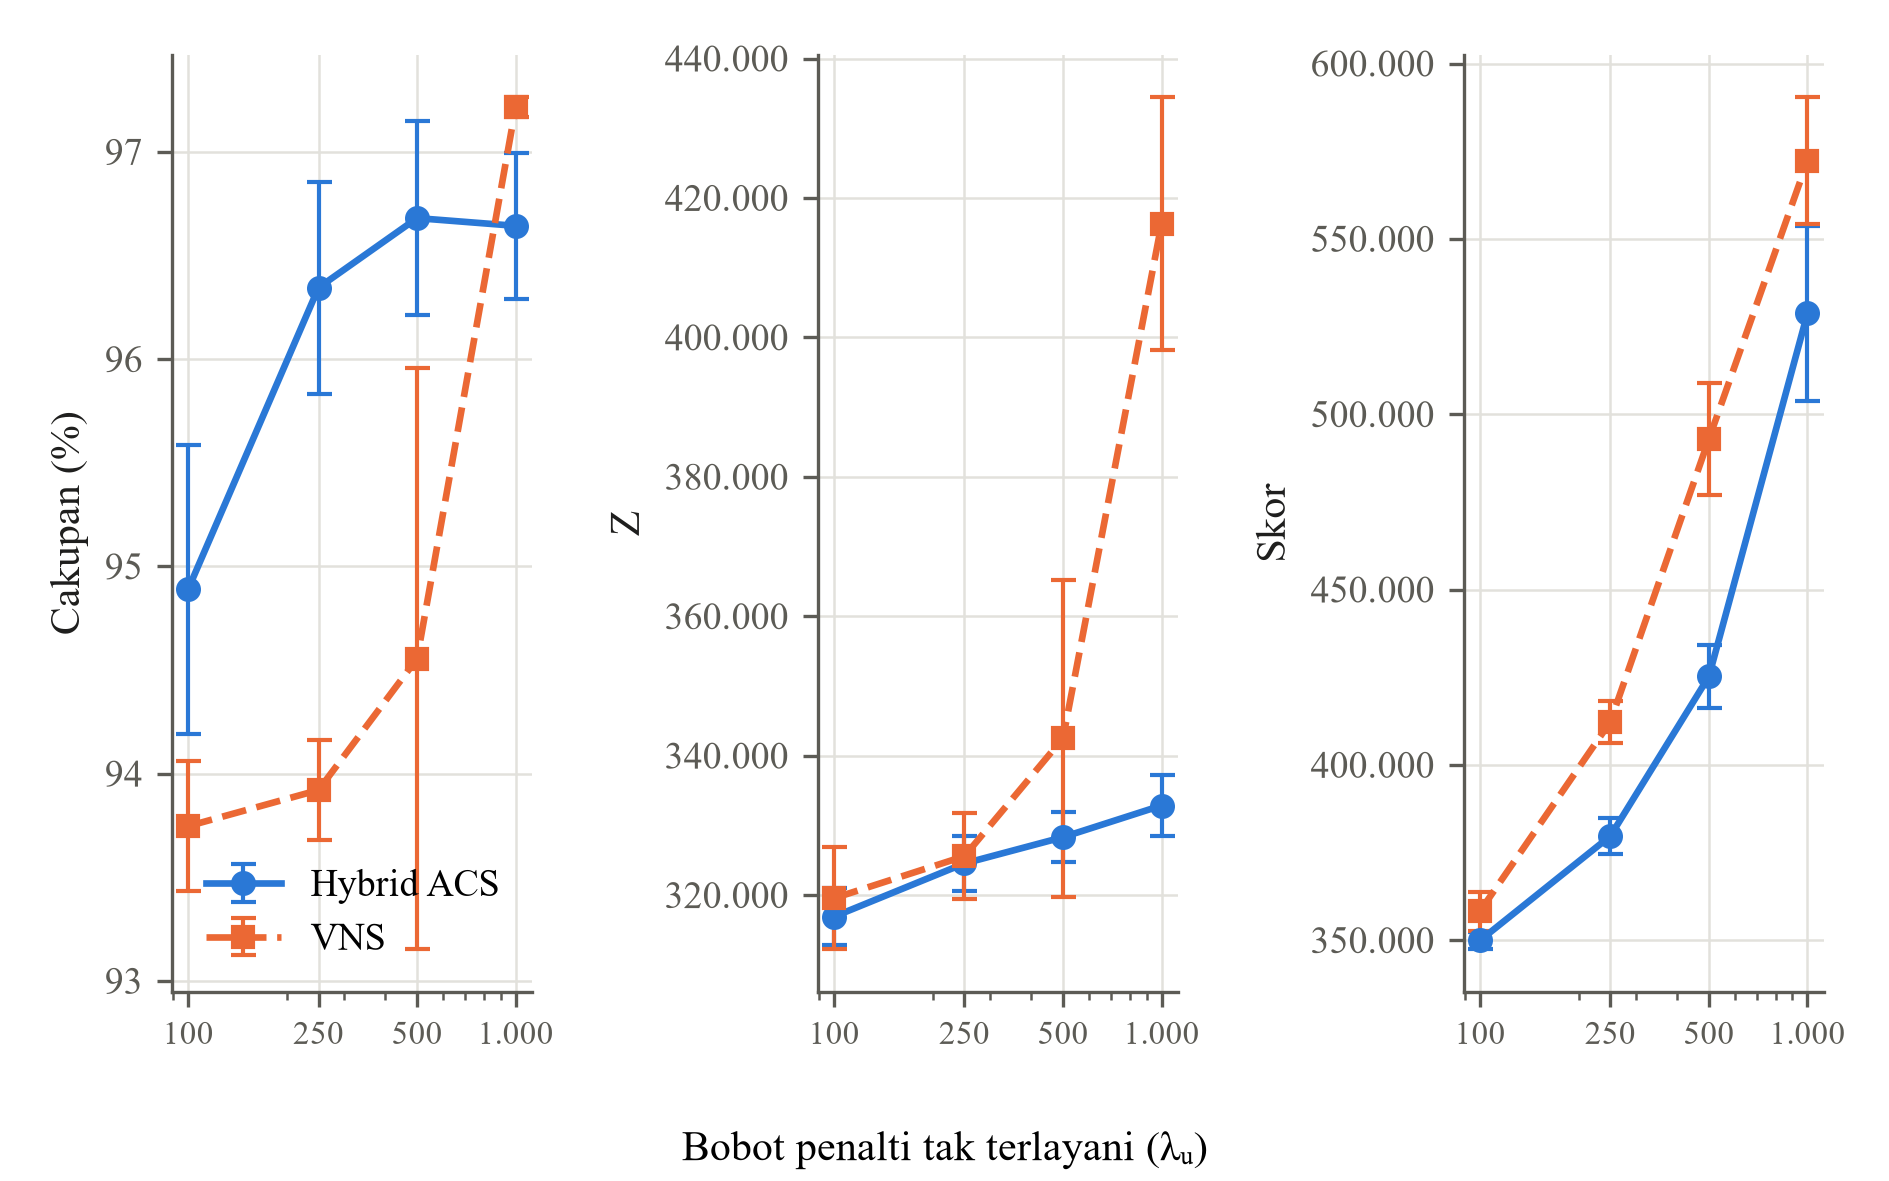 Cakupan (%)
97
96
95
94
93
100 250 500 1.000
Hybrid ACS
VNS
Z
440.000
420.000
400.000
380.000
360.000
340.000
320.000
100 250 500 1.000
Skor
600.000
550.000
500.000
450.000
400.000
350.000
100 250 500 1.000
Bobot penalti tak terlayani (λᵤ)